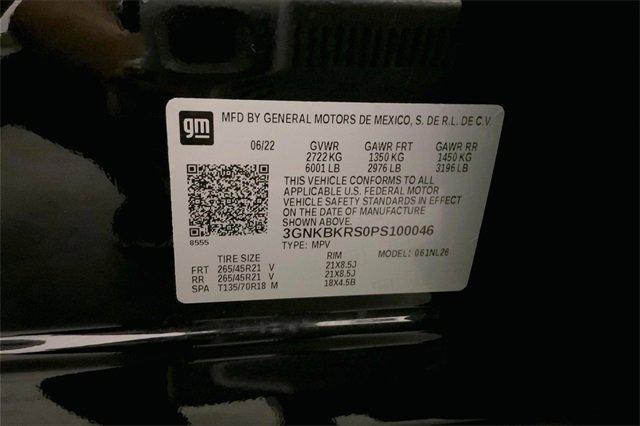 gm
MFD BY GENERAL MOTORS DE MEXICO, S. DE R.L. DE C.V.
06/22 GVWR GAWR FRT GAWR RR
2722 KG 1350 KG 1450 KG
6001 LB 2976 LB 3196 LB
THIS VEHICLE CONFORMS TO ALL
APPLICABLE U.S. FEDERAL MOTOR
VEHICLE SAFETY STANDARDS IN EFFECT
ON THE DATE OF MANUFACTURE
SHOWN ABOVE.
3GNKBKRS0PS100046
8555
TYPE: MPV MODEL: 061NL26
TIRE SIZE RIM
FRT 265/45R21 V 21X8.5J
RR 265/45R21 V 21X8.5J
SPA T135/70R18 M 18X4.5B